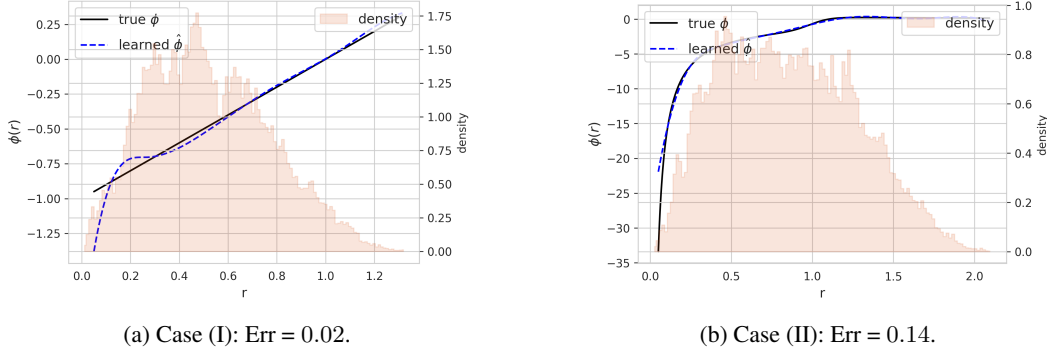 true ϕ
learned ϕ̂
density
0.25
0.00
−0.25
−0.50
−0.75
−1.00
−1.25
ϕ(r)
1.75
1.50
1.25
1.00
0.75
0.50
0.25
0.00
density
0.0 0.2 0.4 0.6 0.8 1.0 1.2
r
(a) Case (I): Err = 0.02.
true ϕ
learned ϕ̂
density
0
−5
−10
−15
−20
−25
−30
−35
ϕ(r)
1.0
0.8
0.6
0.4
0.2
0.0
density
0.0 0.5 1.0 1.5 2.0
r
(b) Case (II): Err = 0.14.